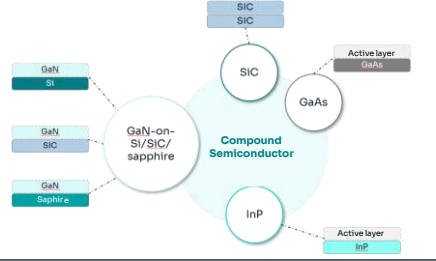 SiC
SiC
Active layer
GaAs
SiC
GaAs
GaN
Si
GaN
SiC
GaN
Saphire
GaN-on-
Si/SiC/
sapphire
Compound
Semiconductor
InP
Active layer
InP